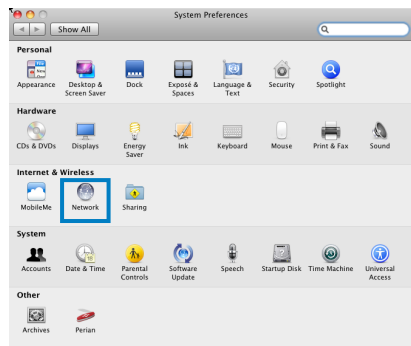 System Preferences
Show All
Personal
Appearance
Desktop & Screen Saver
Dock
Exposé & Spaces
Language & Text
Security
Spotlight
Hardware
CDs & DVDs
Displays
Energy Saver
Ink
Keyboard
Mouse
Print & Fax
Sound
Internet & Wireless
MobileMe
Network
Sharing
System
Accounts
Date & Time
Parental Controls
Software Update
Speech
Startup Disk
Time Machine
Universal Access
Other
Archives
Perian